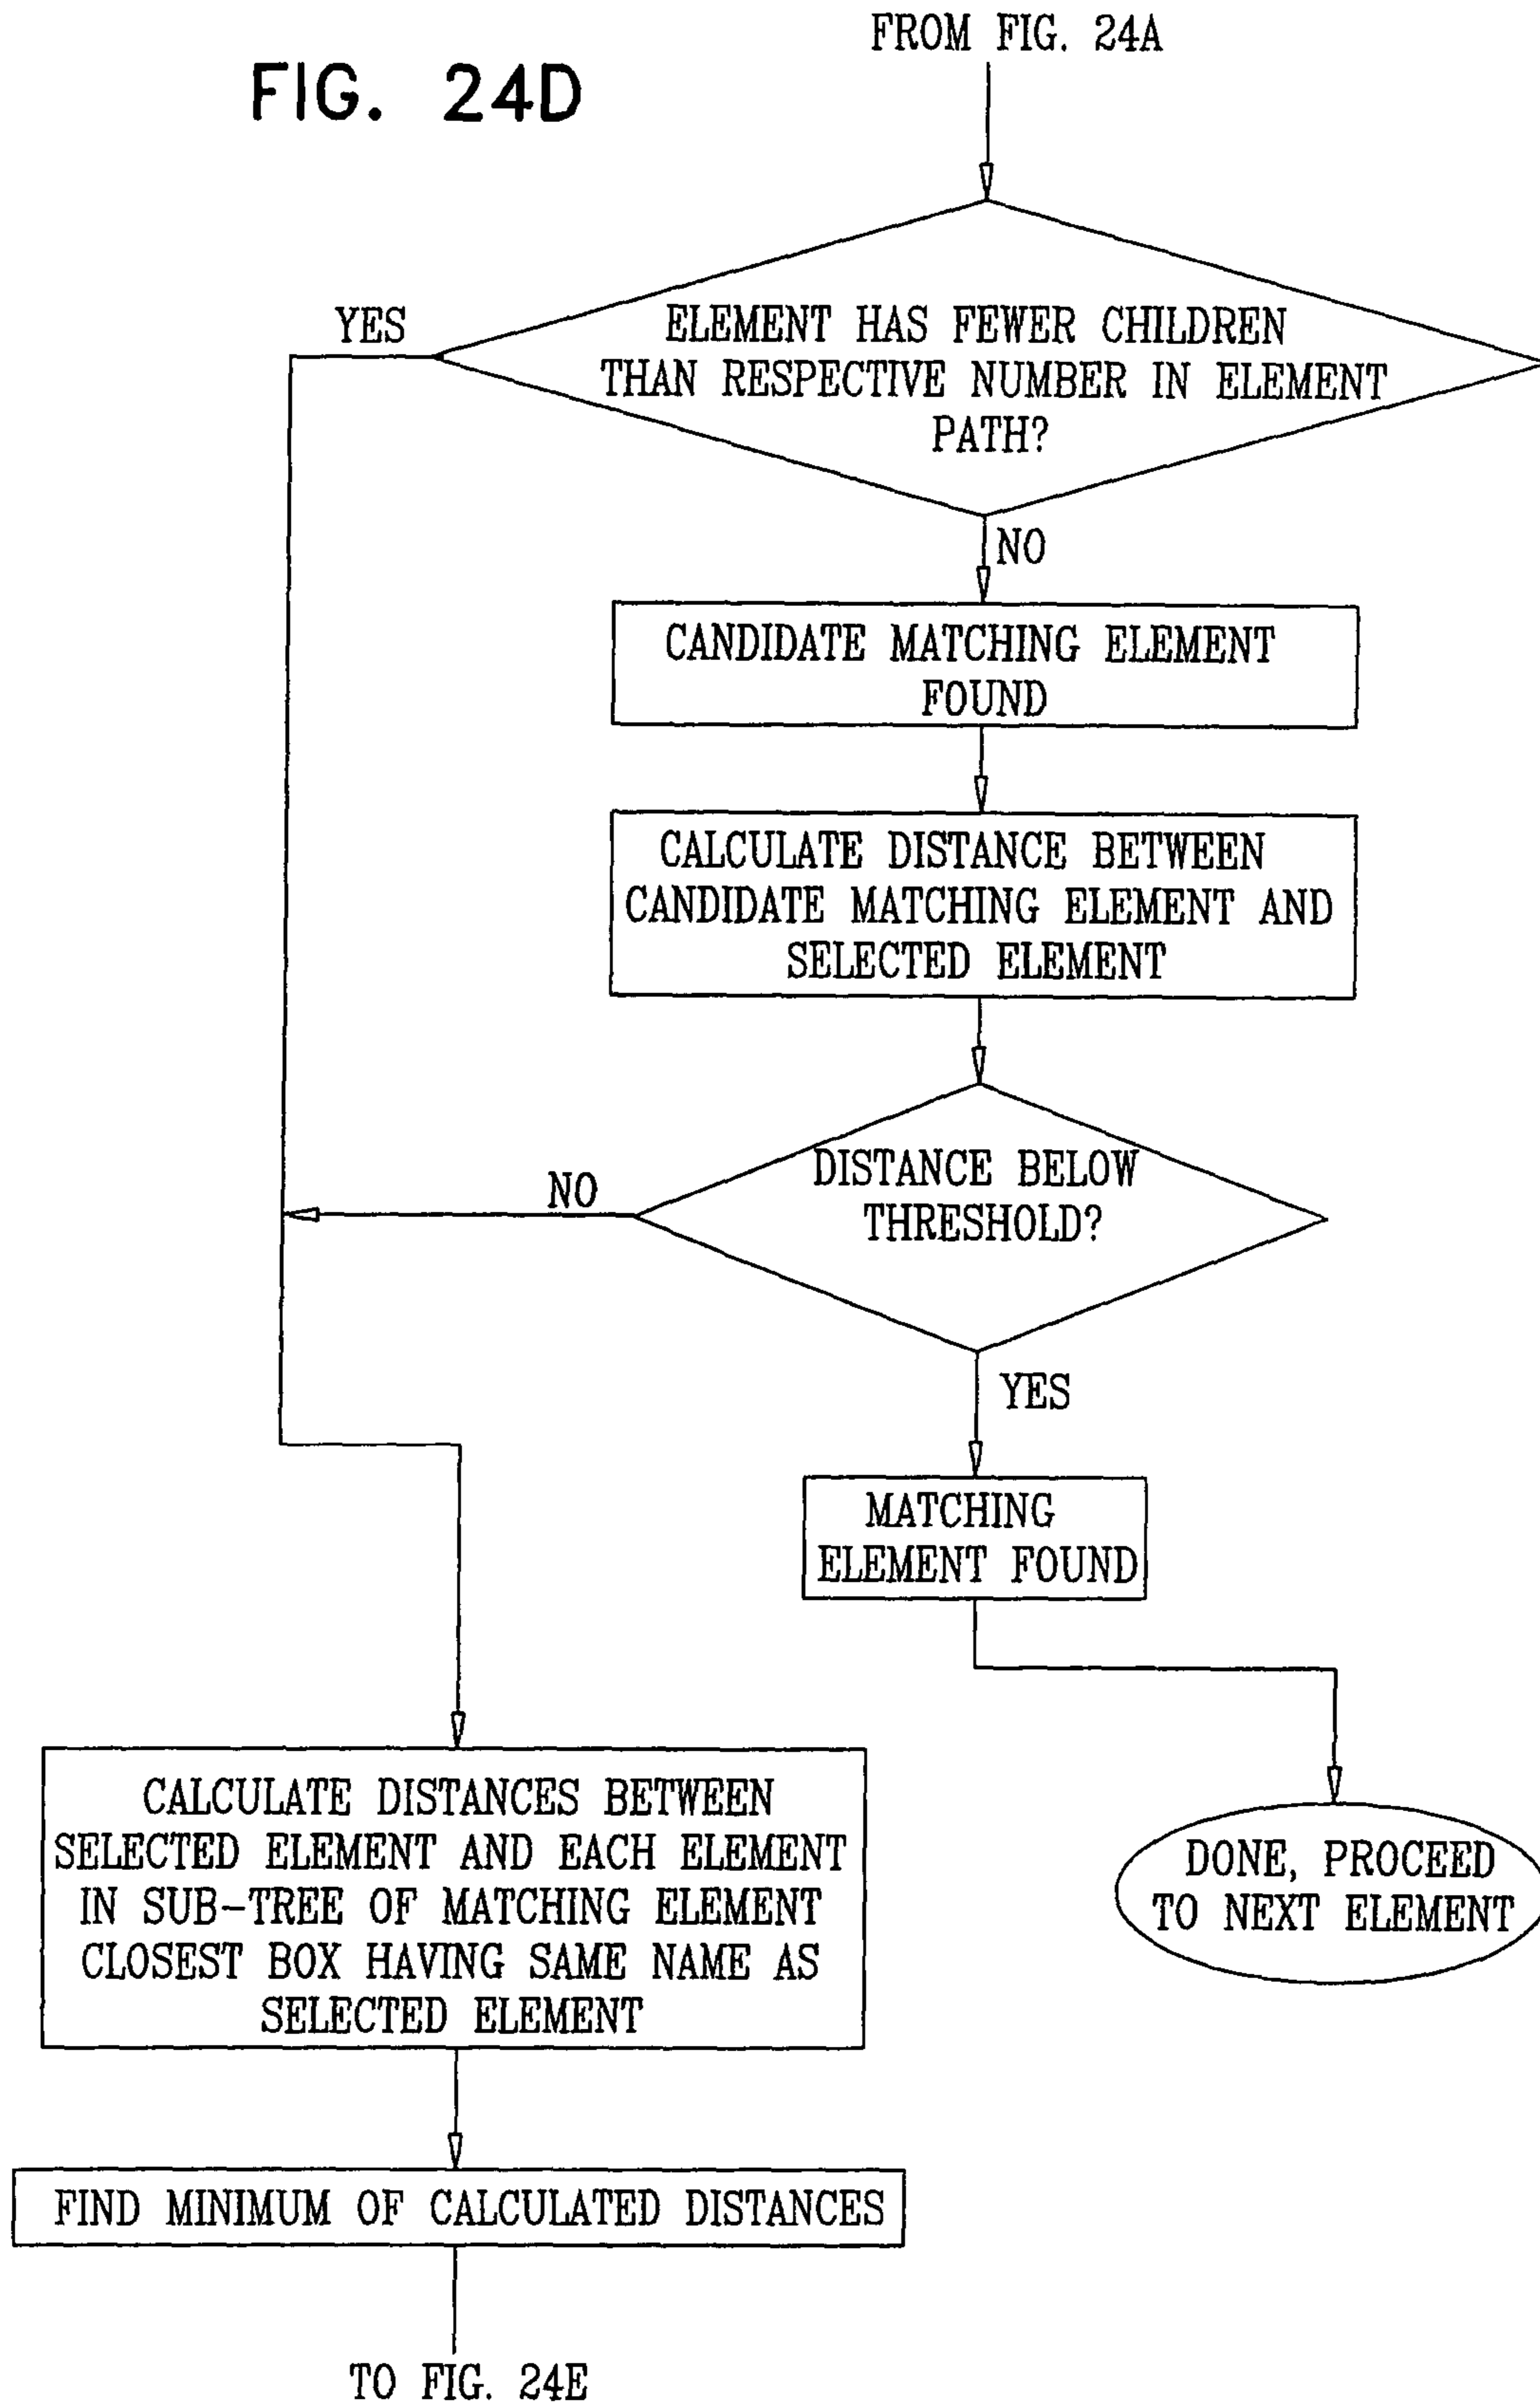 FROM FIG. 24A
FIG. 24D
YES
ELEMENT HAS FEWER CHILDREN
THAN RESPECTIVE NUMBER IN ELEMENT
PATH?
NO
CANDIDATE MATCHING ELEMENT
FOUND
CALCULATE DISTANCE BETWEEN
CANDIDATE MATCHING ELEMENT AND
SELECTED ELEMENT
NO
DISTANCE BELOW
THRESHOLD?
YES
MATCHING
ELEMENT FOUND
CALCULATE DISTANCES BETWEEN
SELECTED ELEMENT AND EACH ELEMENT
IN SUB-TREE OF MATCHING ELEMENT
CLOSEST BOX HAVING SAME NAME AS
SELECTED ELEMENT
DONE, PROCEED
TO NEXT ELEMENT
FIND MINIMUM OF CALCULATED DISTANCES
TO FIG. 24E